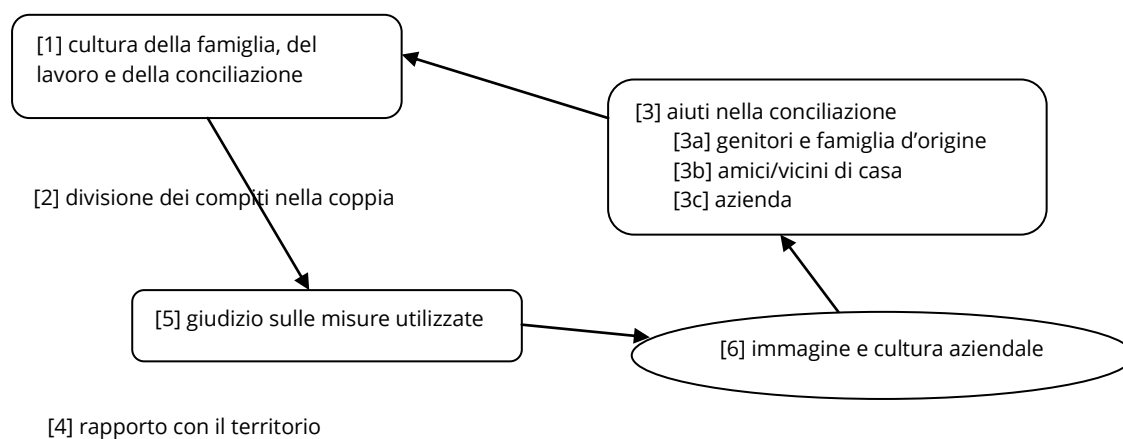 [1] cultura della famiglia, del
lavoro e della conciliazione
[3] aiuti nella conciliazione
[3a] genitori e famiglia d’origine
[3b] amici/vicini di casa
[3c] azienda
[2] divisione dei compiti nella coppia
[5] giudizio sulle misure utilizzate
[6] immagine e cultura aziendale
[4] rapporto con il territorio